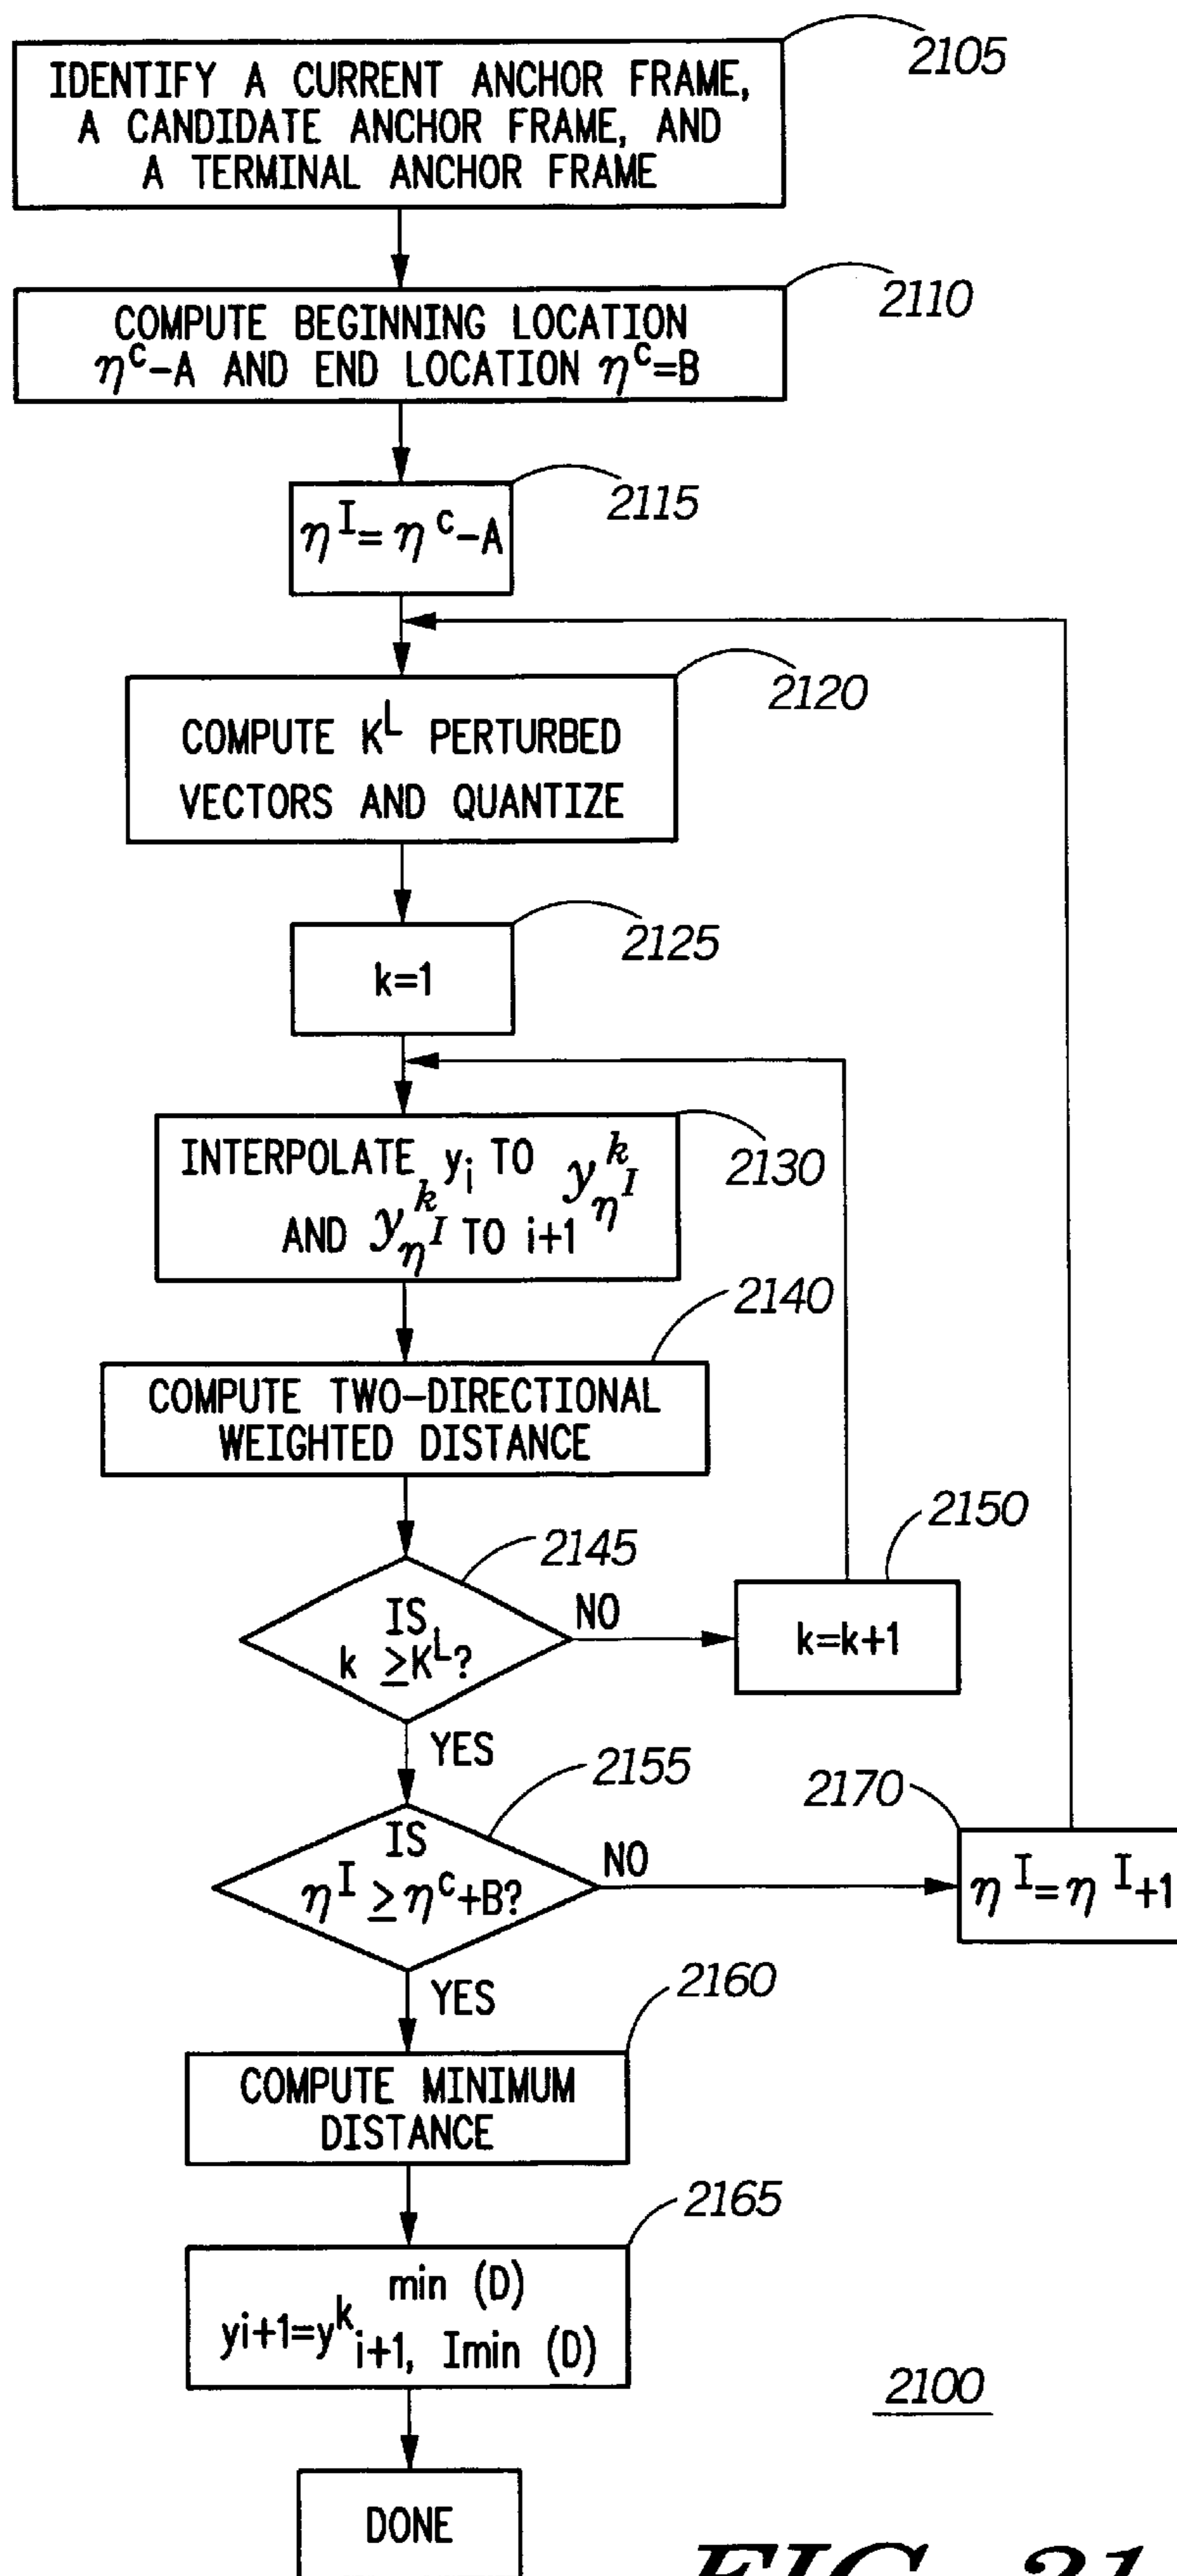 2105
IDENTIFY A CURRENT ANCHOR FRAME,
A CANDIDATE ANCHOR FRAME, AND
A TERMINAL ANCHOR FRAME
2110
COMPUTE BEGINNING LOCATION
η^c-A AND END LOCATION η^c=B
2115
η^I= η^c-A
2120
COMPUTE K^L PERTURBED
VECTORS AND QUANTIZE
2125
k=1
2130
INTERPOLATE y_i TO y^k_η^I
AND y^k_η^I TO i+1
2140
COMPUTE TWO-DIRECTIONAL
WEIGHTED DISTANCE
2145
IS
k ≥K^L?
NO
2150
k=k+1
YES
2155
IS
η^I ≥η^c+B?
NO
2170
η^I=η^I+1
YES
2160
COMPUTE MINIMUM
DISTANCE
2165
min (D)
yi+1=y^k i+1, Imin (D)
2100
DONE
FIG. 21